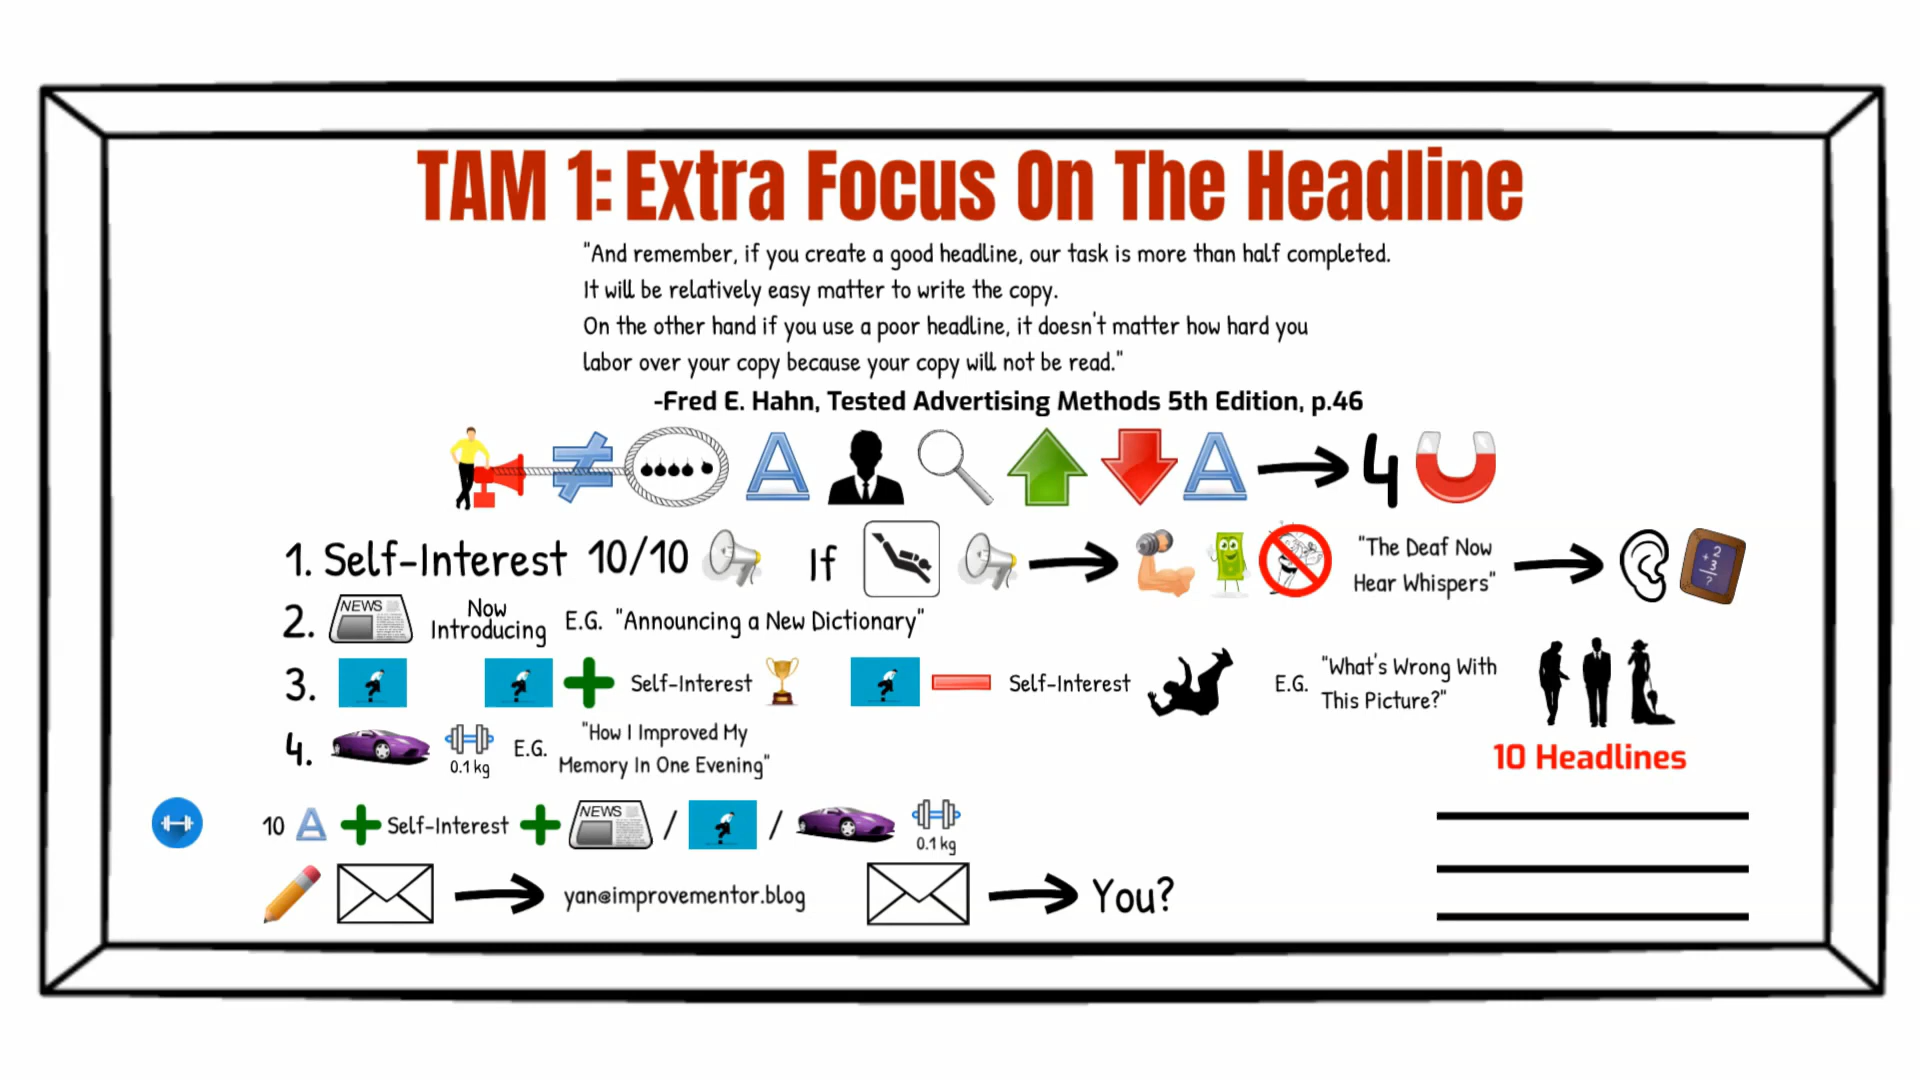 TAM 1: Extra Focus On The Headline
"And remember, if you create a good headline, our task is more than half completed.
It will be relatively easy matter to write the copy.
On the other hand if you use a poor headline, it doesn't matter how hard you
labor over your copy because your copy will not be read."
-Fred E. Hahn, Tested Advertising Methods 5th Edition, p.46
A A 4
1. Self-Interest 10/10 If "The Deaf Now
Hear Whispers"
+2
3
?
2. NEWS Now
Introducing E.G. "Announcing a New Dictionary"
3. Self-Interest Self-Interest E.G. "What's Wrong With
This Picture?"
4. 0.1 kg E.G. "How I Improved My
Memory In One Evening"
10 Headlines
10 A Self-Interest NEWS / / 0.1 kg
yan@improvementor.blog You?